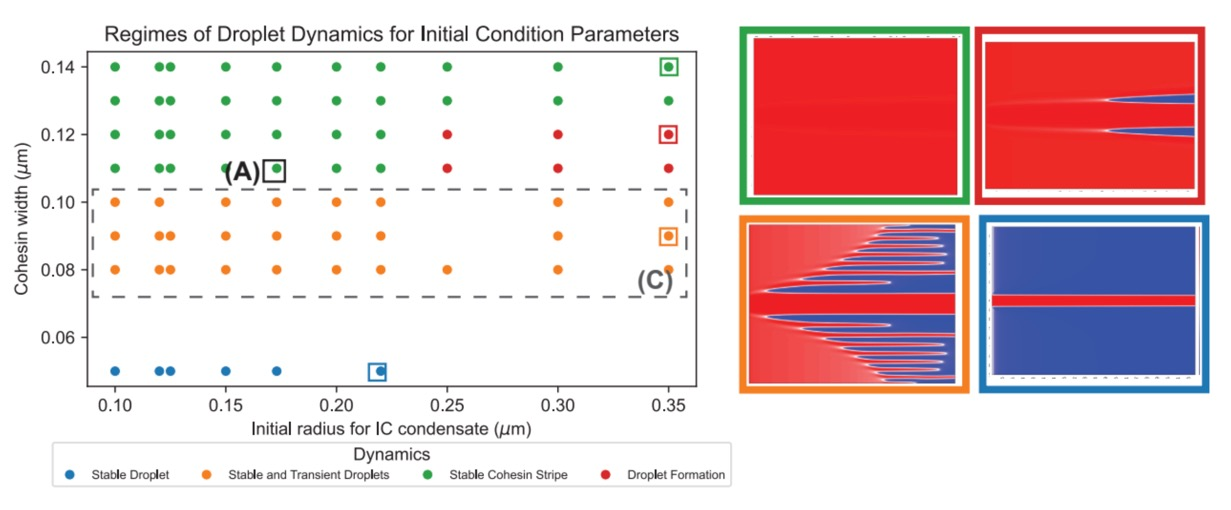 Regimes of Droplet Dynamics for Initial Condition Parameters
Cohesin width (μm)
0.14
0.12
0.10
0.08
0.06
(A)
(C)
0.10 0.15 0.20 0.25 0.30 0.35
Initial radius for IC condensate (μm)
Dynamics
Stable Droplet Stable and Transient Droplets Stable Cohesin Stripe Droplet Formation